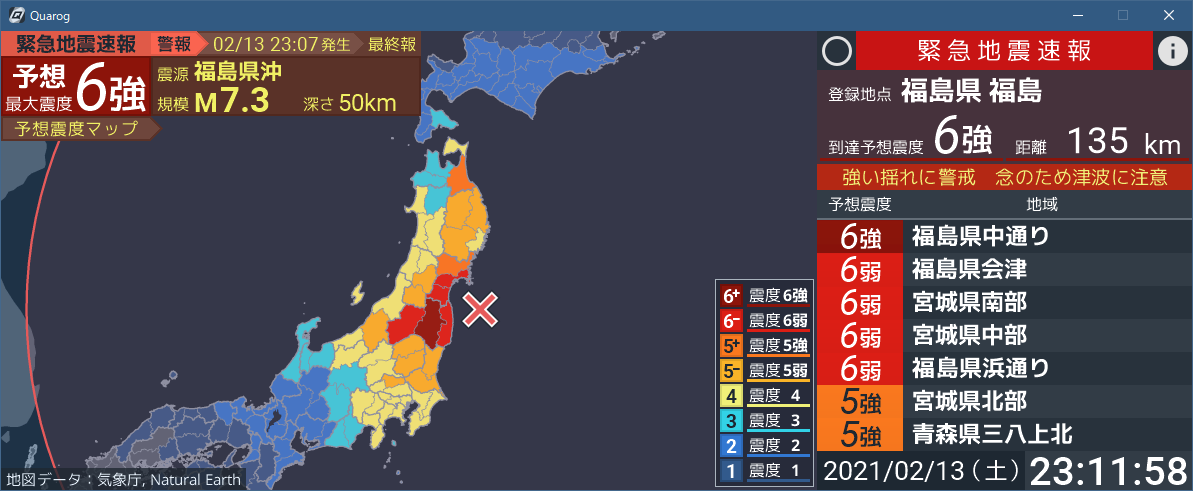 Quarog
緊急地震速報 警報 02/13 23:07発生 最終報
予想 最大震度 6強
震源 福島県沖
規模 M7.3 深さ 50km
予想震度マップ
6+ 震度 6強
6− 震度 6弱
5+ 震度 5強
5− 震度 5弱
4 震度 4
3 震度 3
2 震度 2
1 震度 1
地図データ：気象庁, Natural Earth
緊急地震速報
登録地点 福島県 福島
到達予想震度 6強 距離 135 km
強い揺れに警戒 念のため津波に注意
予想震度 地域
6強 福島県中通り
6弱 福島県会津
6弱 宮城県南部
6弱 宮城県中部
6弱 福島県浜通り
5強 宮城県北部
5強 青森県三八上北
2021/02/13（土）23:11:58